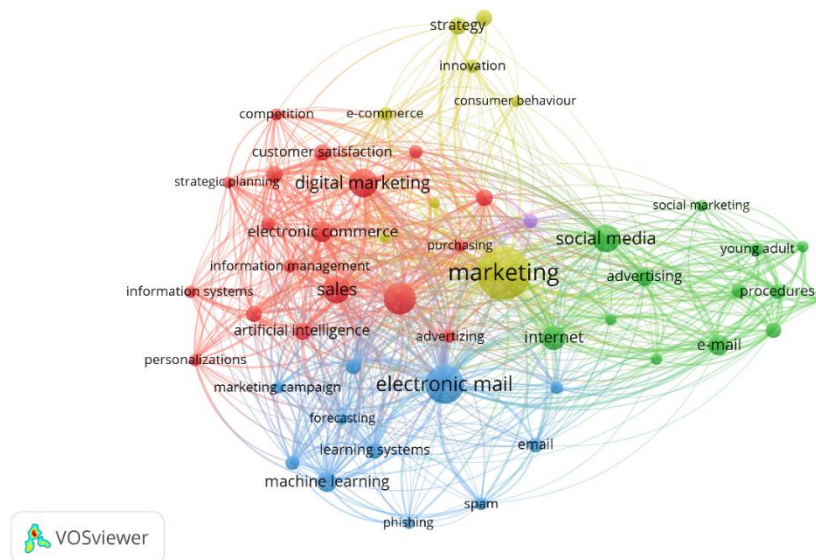 strategy
innovation
consumer behaviour
e-commerce
competition
customer satisfaction
strategic planning
digital marketing
social marketing
electronic commerce
social media
young adult
purchasing
information management
marketing
advertising
information systems
sales
procedures
artificial intelligence
advertizing
internet
e-mail
personalizations
marketing campaign
electronic mail
forecasting
learning systems
email
machine learning
spam
phishing
VOSviewer